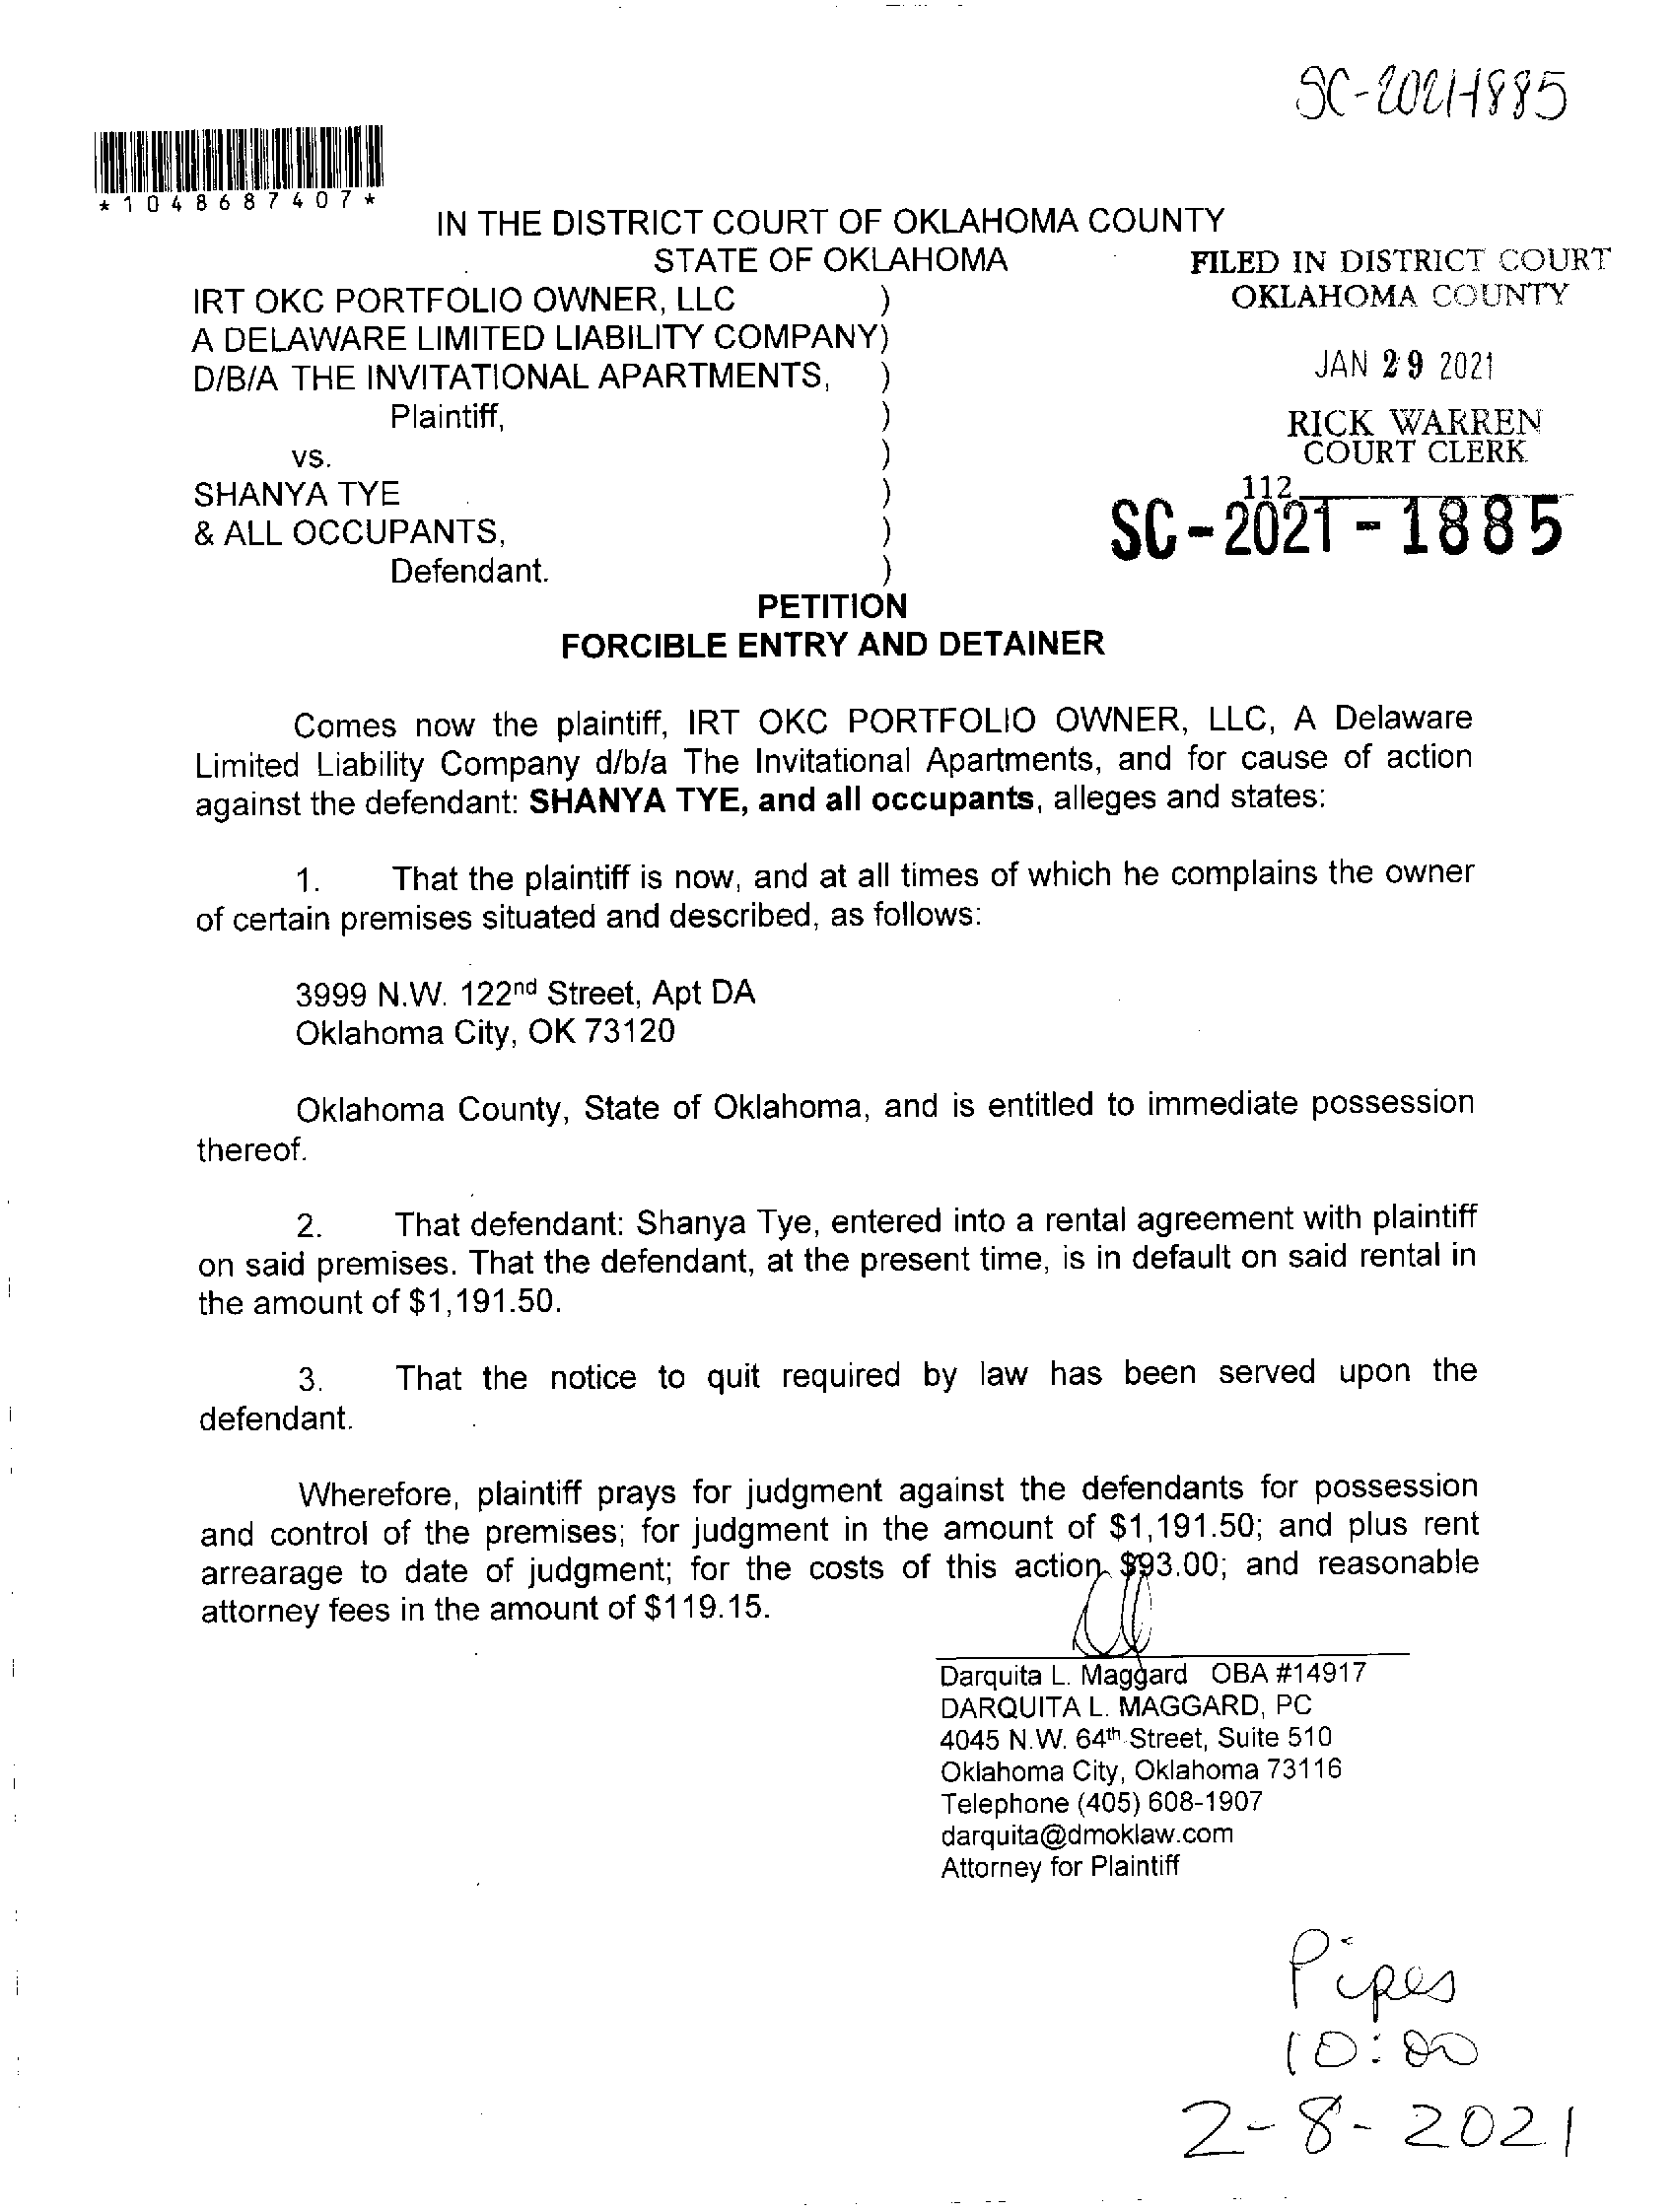 SC-2021-1885
*1048687407*
IN THE DISTRICT COURT OF OKLAHOMA COUNTY
STATE OF OKLAHOMA
FILED IN DISTRICT COURT
OKLAHOMA COUNTY
JAN 29 2021
RICK WARREN
COURT CLERK
112
SC-2021-1885
IRT OKC PORTFOLIO OWNER, LLC )
A DELAWARE LIMITED LIABILITY COMPANY)
D/B/A THE INVITATIONAL APARTMENTS, )
Plaintiff, )
vs. )
SHANYA TYE )
& ALL OCCUPANTS, )
Defendant. )
PETITION
FORCIBLE ENTRY AND DETAINER
Comes now the plaintiff, IRT OKC PORTFOLIO OWNER, LLC, A Delaware
Limited Liability Company d/b/a The Invitational Apartments, and for cause of action
against the defendant: SHANYA TYE, and all occupants, alleges and states:
1. That the plaintiff is now, and at all times of which he complains the owner
of certain premises situated and described, as follows:
3999 N.W. 122nd Street, Apt DA
Oklahoma City, OK 73120
Oklahoma County, State of Oklahoma, and is entitled to immediate possession
thereof.
2. That defendant: Shanya Tye, entered into a rental agreement with plaintiff
on said premises. That the defendant, at the present time, is in default on said rental in
the amount of $1,191.50.
3. That the notice to quit required by law has been served upon the
defendant.
Wherefore, plaintiff prays for judgment against the defendants for possession
and control of the premises; for judgment in the amount of $1,191.50; and plus rent
arrearage to date of judgment; for the costs of this action, $93.00; and reasonable
attorney fees in the amount of $119.15.
Darquita L. Maggard OBA #14917
DARQUITA L. MAGGARD, PC
4045 N.W. 64th Street, Suite 510
Oklahoma City, Oklahoma 73116
Telephone (405) 608-1907
darquita@dmoklaw.com
Attorney for Plaintiff
Pipes
10:00
2-8-2021